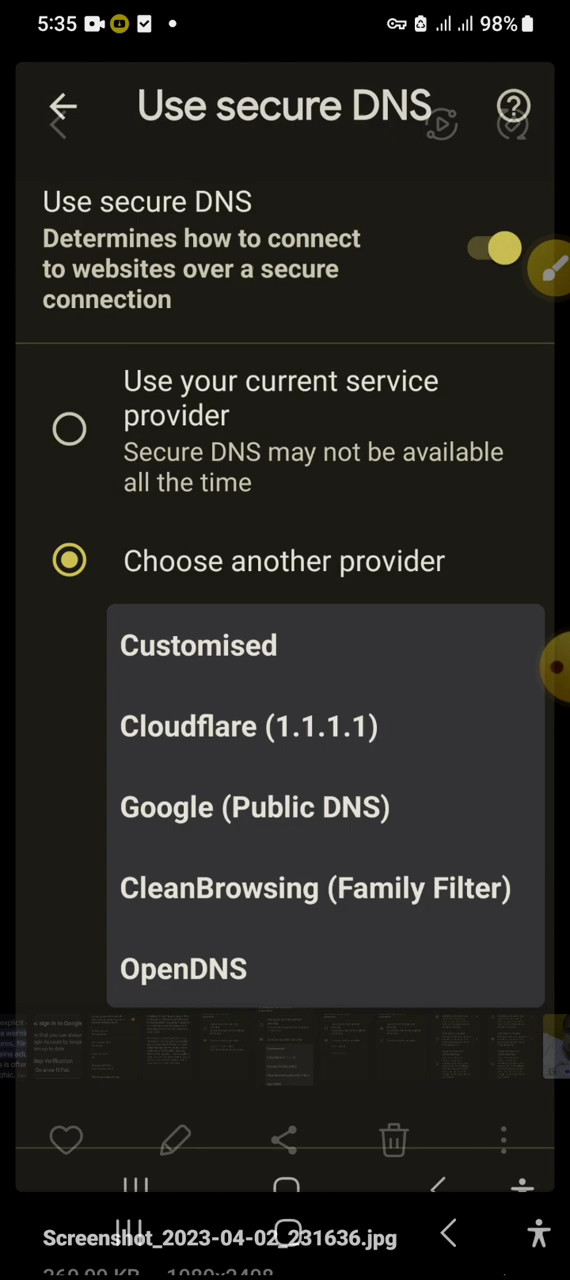 5:35
98%
Use secure DNS
Use secure DNS
Determines how to connect
to websites over a secure
connection
Use your current service
provider
Secure DNS may not be available
all the time
Choose another provider
Customised
Cloudflare (1.1.1.1)
Google (Public DNS)
CleanBrowsing (Family Filter)
OpenDNS
Screenshot_2023-04-02_231636.jpg